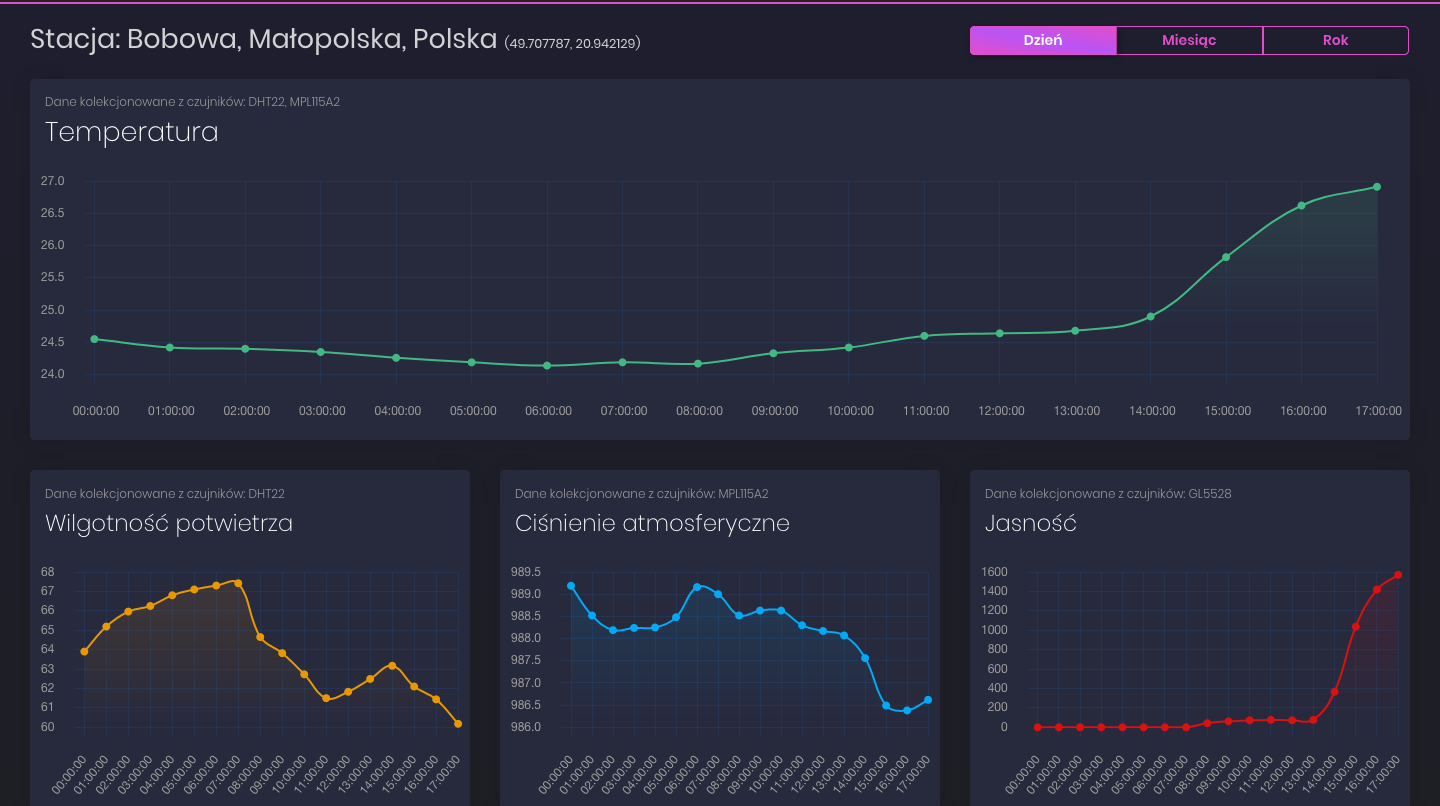 Stacja: Bobowa, Małopolska, Polska (49.707787, 20.942129)
Dzień Miesiąc Rok
Dane kolekcjonowane z czujników: DHT22, MPL115A2
Temperatura
27.0
26.5
26.0
25.5
25.0
24.5
24.0
00:00:00 01:00:00 02:00:00 03:00:00 04:00:00 05:00:00 06:00:00 07:00:00 08:00:00 09:00:00 10:00:00 11:00:00 12:00:00 13:00:00 14:00:00 15:00:00 16:00:00 17:00:00
Dane kolekcjonowane z czujników: DHT22
Wilgotność potwietrza
68
67
66
65
64
63
62
61
60
00:00:00 01:00:00 02:00:00 03:00:00 04:00:00 05:00:00 06:00:00 07:00:00 08:00:00 09:00:00 10:00:00 11:00:00 12:00:00 13:00:00 14:00:00 15:00:00 16:00:00 17:00:00
Dane kolekcjonowane z czujników: MPL115A2
Ciśnienie atmosferyczne
989.5
989.0
988.5
988.0
987.5
987.0
986.5
986.0
00:00:00 01:00:00 02:00:00 03:00:00 04:00:00 05:00:00 06:00:00 07:00:00 08:00:00 09:00:00 10:00:00 11:00:00 12:00:00 13:00:00 14:00:00 15:00:00 16:00:00 17:00:00
Dane kolekcjonowane z czujników: GL5528
Jasność
1600
1400
1200
1000
800
600
400
200
0
00:00:00 01:00:00 02:00:00 03:00:00 04:00:00 05:00:00 06:00:00 07:00:00 08:00:00 09:00:00 10:00:00 11:00:00 12:00:00 13:00:00 14:00:00 15:00:00 16:00:00 17:00:00